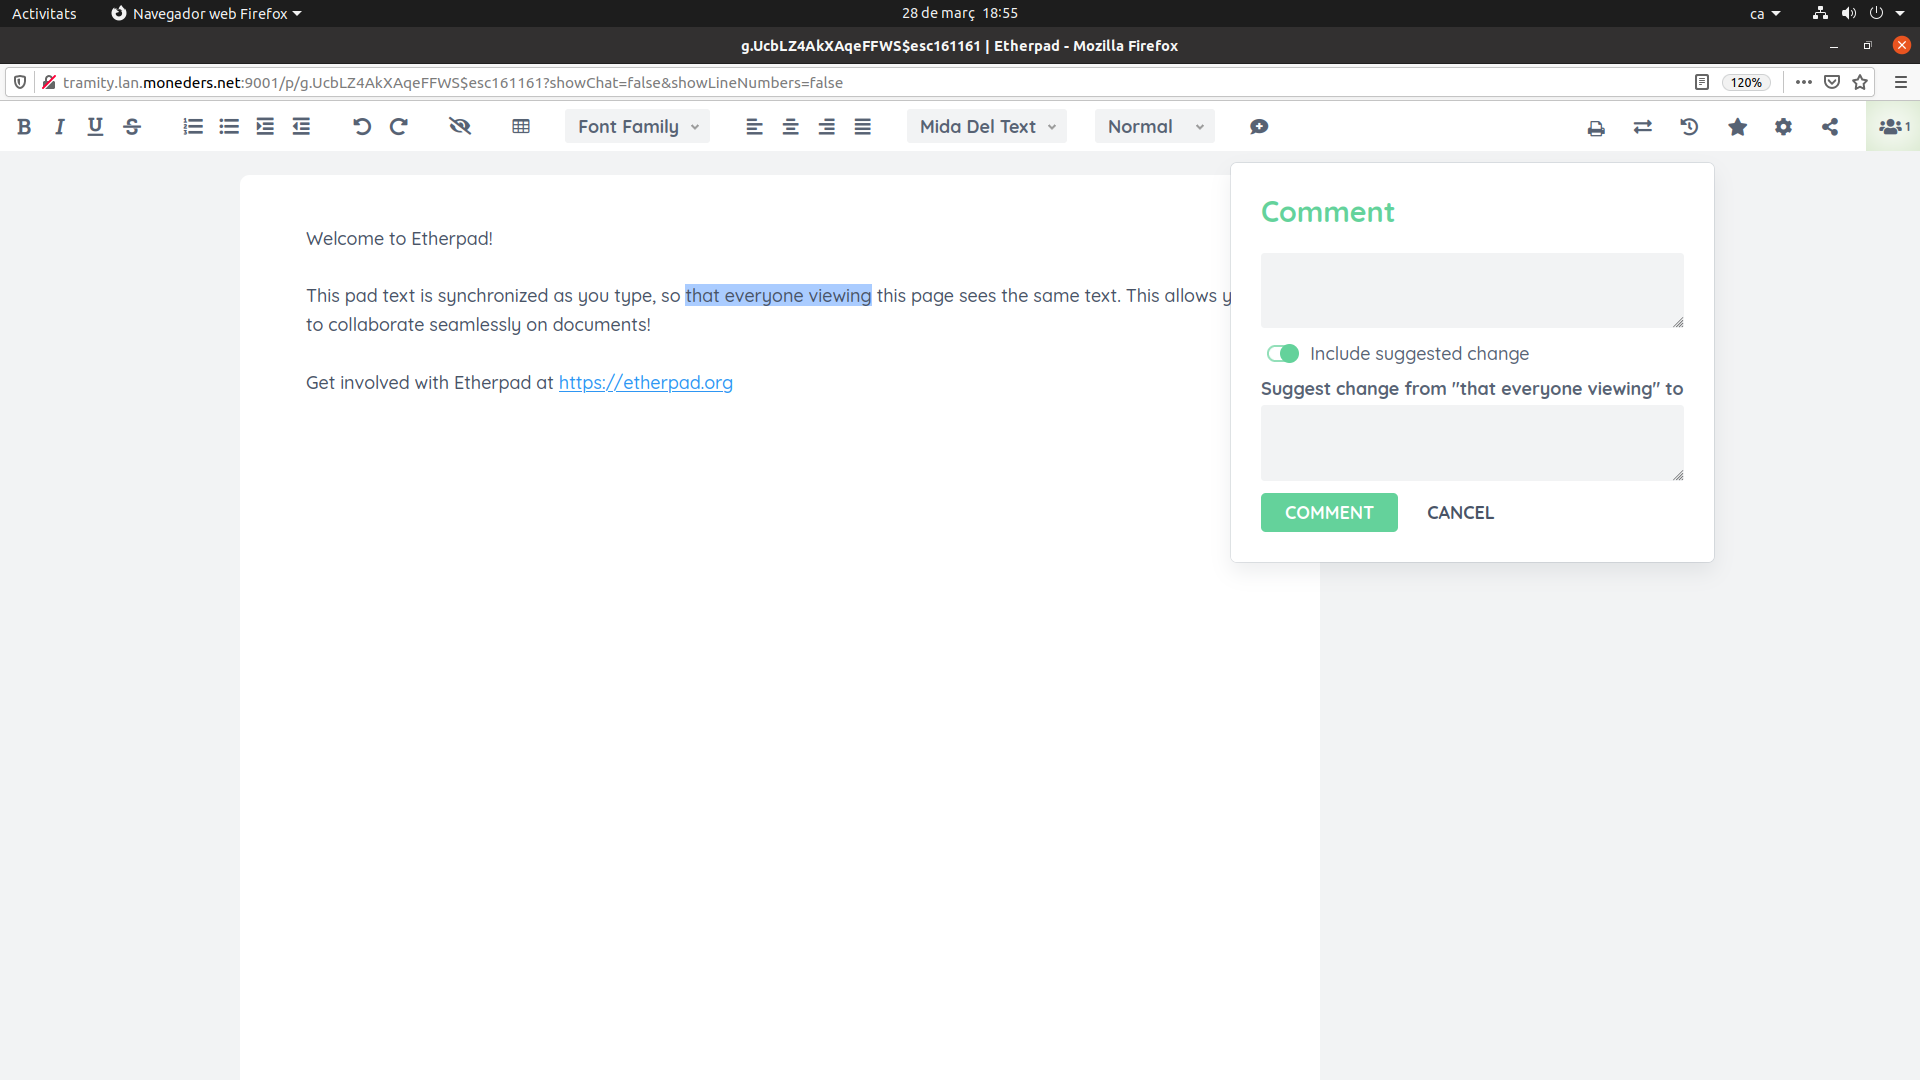 Activitats
Navegador web Firefox
28 de març 18:55
ca
g.UcbLZ4AkXAqeFFWS$esc161161 | Etherpad - Mozilla Firefox
tramity.lan.moneders.net:9001/p/g.UcbLZ4AkXAqeFFWS$esc161161?showChat=false&showLineNumbers=false
120%
B I U S
Font Family
Mida Del Text
Normal
1
Welcome to Etherpad!
This pad text is synchronized as you type, so that everyone viewing this page sees the same text. This allows y
to collaborate seamlessly on documents!
Get involved with Etherpad at https://etherpad.org
Comment
Include suggested change
Suggest change from "that everyone viewing" to
COMMENT
CANCEL